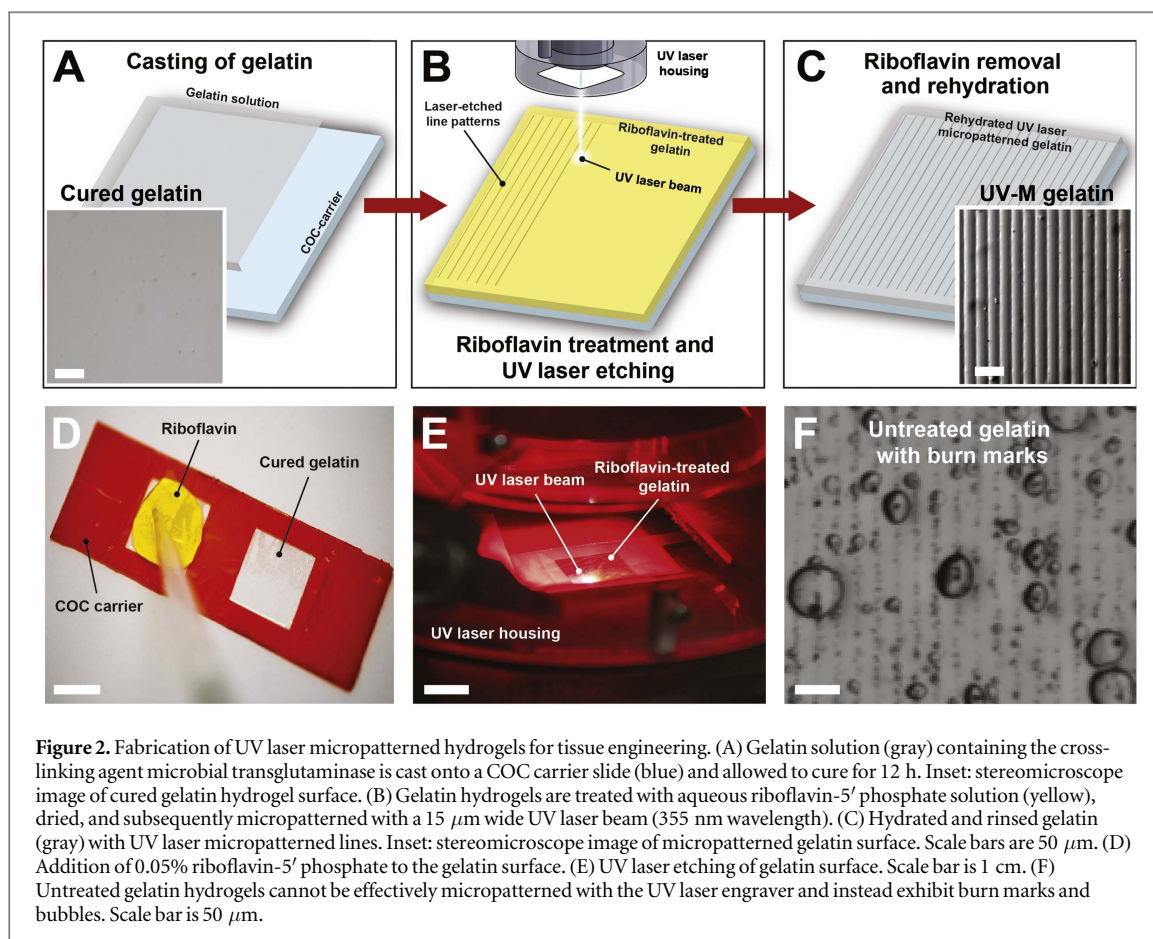 A
Casting of gelatin
Gelatin solution
Cured gelatin
COC-carrier
B
UV laser
housing
Laser-etched
line patterns
Riboflavin-treated
gelatin
UV laser beam
Riboflavin treatment and
UV laser etching
C
Riboflavin removal
and rehydration
Rehydrated UV laser
micropatterned gelatin
UV-M gelatin
D
Riboflavin
Cured gelatin
COC carrier
E
UV laser beam
Riboflavin-treated
gelatin
UV laser housing
F
Untreated gelatin
with burn marks
Figure 2. Fabrication of UV laser micropatterned hydrogels for tissue engineering. (A) Gelatin solution (gray) containing the cross-
linking agent microbial transglutaminase is cast onto a COC carrier slide (blue) and allowed to cure for 12 h. Inset: stereomicroscope
image of cured gelatin hydrogel surface. (B) Gelatin hydrogels are treated with aqueous riboflavin-5′ phosphate solution (yellow),
dried, and subsequently micropatterned with a 15 μm wide UV laser beam (355 nm wavelength). (C) Hydrated and rinsed gelatin
(gray) with UV laser micropatterned lines. Inset: stereomicroscope image of micropatterned gelatin surface. Scale bars are 50 μm. (D)
Addition of 0.05% riboflavin-5′ phosphate to the gelatin surface. (E) UV laser etching of gelatin surface. Scale bar is 1 cm. (F)
Untreated gelatin hydrogels cannot be effectively micropatterned with the UV laser engraver and instead exhibit burn marks and
bubbles. Scale bar is 50 μm.